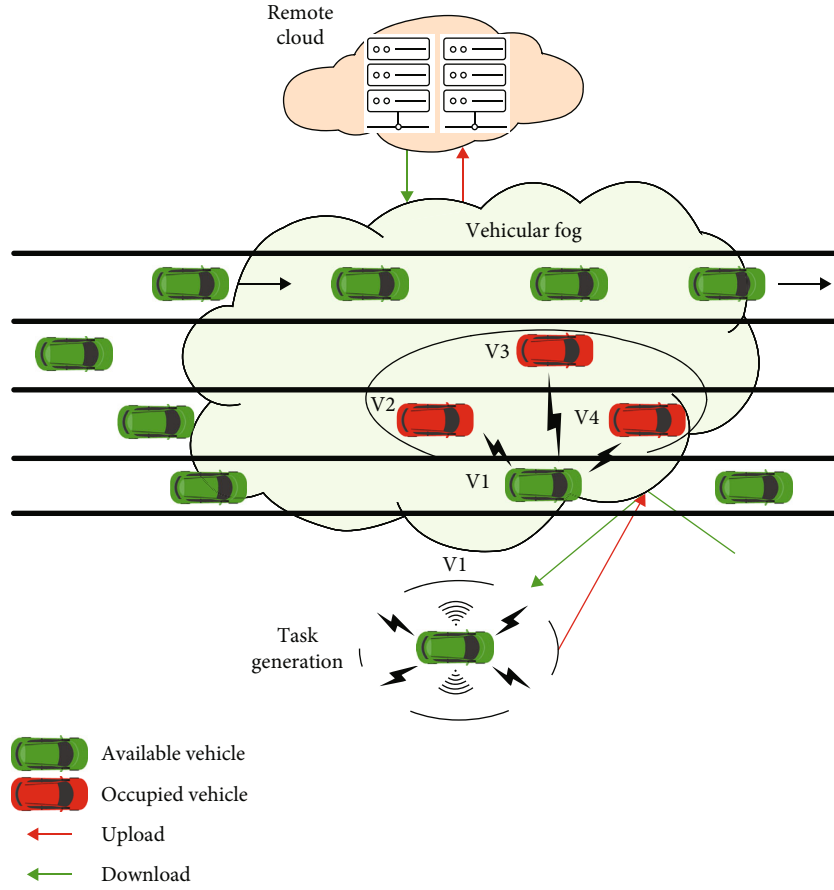 Remote
cloud
Vehicular fog
V3
V2
V4
V1
V1
Task
generation
Available vehicle
Occupied vehicle
Upload
Download